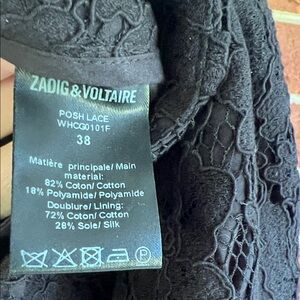 ZADIG & VOLTAIRE
POSH LACE
WHCG0101F
38
Matière principale/ Main
material:
82% Coton/ Cotton
18% Polyamide/ Polyamide
Doublure/ Lining:
72% Coton/ Cotton
28% Soie/ Silk
P